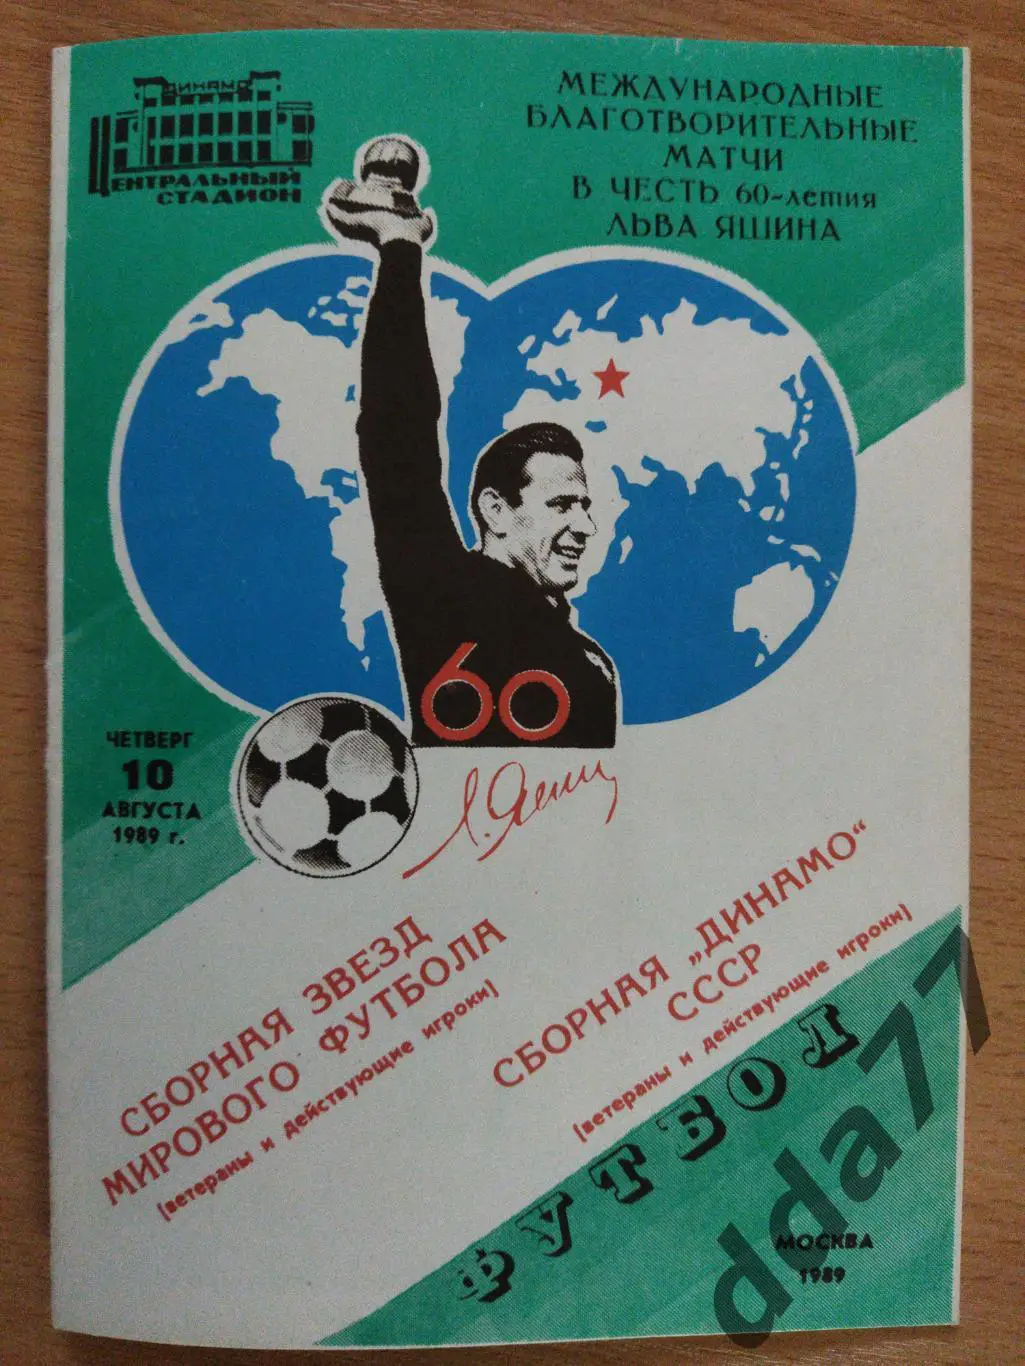 ДИНАМО
ЦЕНТРАЛЬНЫЙ
СТАДИОН
МЕЖДУНАРОДНЫЕ
БЛАГОТВОРИТЕЛЬНЫЕ
МАТЧИ
В ЧЕСТЬ 60-летия
ЛЬВА ЯШИНА
60
ЧЕТВЕРГ
10
АВГУСТА
1989 г.
Л. Яшин
СБОРНАЯ ЗВЕЗД
МИРОВОГО ФУТБОЛА
(ветераны и действующие игроки)
СБОРНАЯ „ДИНАМО“
СССР
(ветераны и действующие игроки)
ФУТБОЛ
МОСКВА
1989
dda77